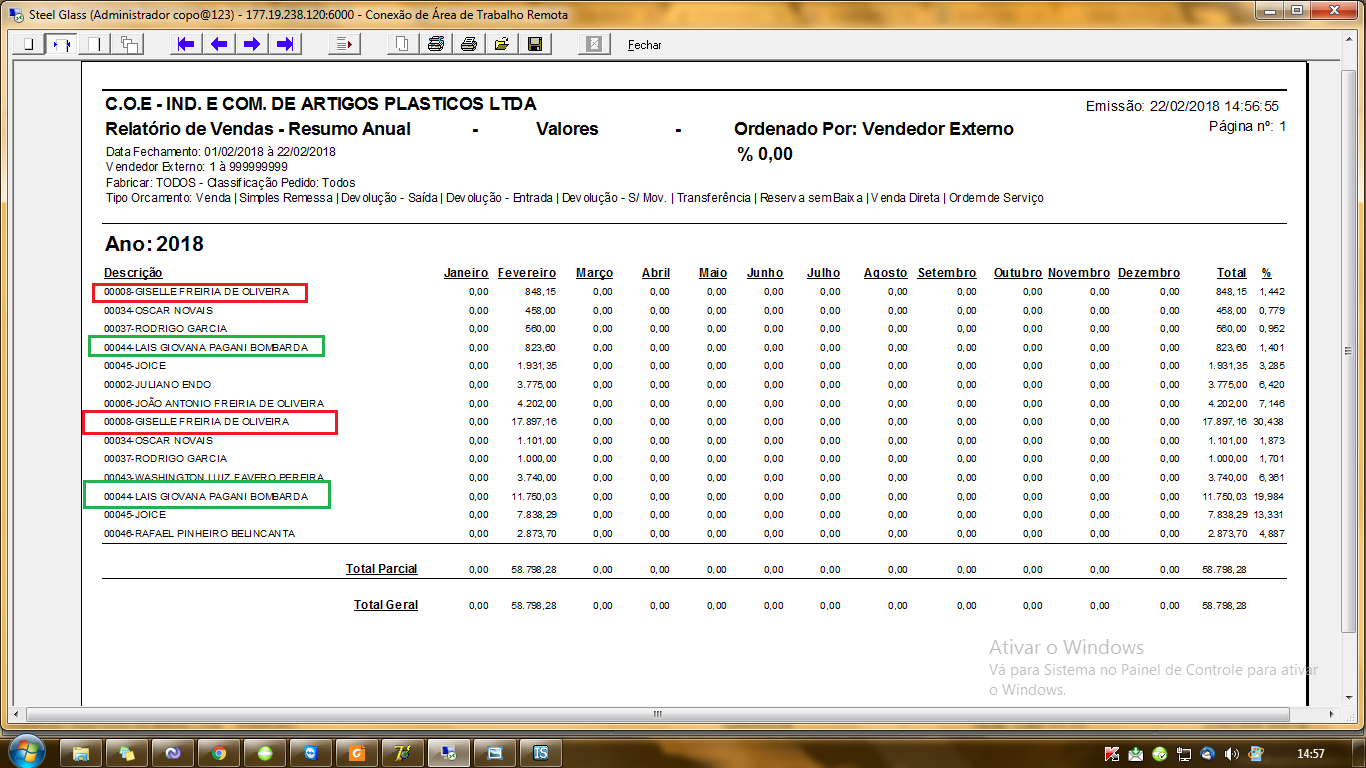 Steel Glass (Administrador copo@123) - 177.19.238.120:6000 - Conexão de Área de Trabalho Remota
Fechar
C.O.E - IND. E COM. DE ARTIGOS PLASTICOS LTDA
Emissão: 22/02/2018 14:56:55
Relatório de Vendas - Resumo Anual - Valores - Ordenado Por: Vendedor Externo
Página nº: 1
Data Fechamento: 01/02/2018 à 22/02/2018
% 0,00
Vendedor Externo: 1 à 999999999
Fabricar: TODOS - Classificação Pedido: Todos
Tipo Orcamento: Venda | Simples Remessa | Devolução - Saída | Devolução - Entrada | Devolução - S/ Mov. | Transferência | Reserva sem Baixa | Venda Direta | Ordem de Serviço
Ano: 2018
Descrição Janeiro Fevereiro Março Abril Maio Junho Julho Agosto Setembro Outubro Novembro Dezembro Total %
00008-GISELLE FREIRIA DE OLIVEIRA 0,00 848,15 0,00 0,00 0,00 0,00 0,00 0,00 0,00 0,00 0,00 0,00 848,15 1,442
00034-OSCAR NOVAIS 0,00 458,00 0,00 0,00 0,00 0,00 0,00 0,00 0,00 0,00 0,00 0,00 458,00 0,779
00037-RODRIGO GARCIA 0,00 560,00 0,00 0,00 0,00 0,00 0,00 0,00 0,00 0,00 0,00 0,00 560,00 0,952
00044-LAIS GIOVANA PAGANI BOMBARDA 0,00 823,60 0,00 0,00 0,00 0,00 0,00 0,00 0,00 0,00 0,00 0,00 823,60 1,401
00045-JOICE 0,00 1.931,35 0,00 0,00 0,00 0,00 0,00 0,00 0,00 0,00 0,00 0,00 1.931,35 3,285
00002-JULIANO ENDO 0,00 3.775,00 0,00 0,00 0,00 0,00 0,00 0,00 0,00 0,00 0,00 0,00 3.775,00 6,420
00006-JOÃO ANTONIO FREIRIA DE OLIVEIRA 0,00 4.202,00 0,00 0,00 0,00 0,00 0,00 0,00 0,00 0,00 0,00 0,00 4.202,00 7,146
00008-GISELLE FREIRIA DE OLIVEIRA 0,00 17.897,16 0,00 0,00 0,00 0,00 0,00 0,00 0,00 0,00 0,00 0,00 17.897,16 30,438
00034-OSCAR NOVAIS 0,00 1.101,00 0,00 0,00 0,00 0,00 0,00 0,00 0,00 0,00 0,00 0,00 1.101,00 1,873
00037-RODRIGO GARCIA 0,00 1.000,00 0,00 0,00 0,00 0,00 0,00 0,00 0,00 0,00 0,00 0,00 1.000,00 1,701
00043-WASHINGTON LUIZ FAVERO PEREIRA 0,00 3.740,00 0,00 0,00 0,00 0,00 0,00 0,00 0,00 0,00 0,00 0,00 3.740,00 6,361
00044-LAIS GIOVANA PAGANI BOMBARDA 0,00 11.750,03 0,00 0,00 0,00 0,00 0,00 0,00 0,00 0,00 0,00 0,00 11.750,03 19,984
00045-JOICE 0,00 7.838,29 0,00 0,00 0,00 0,00 0,00 0,00 0,00 0,00 0,00 0,00 7.838,29 13,331
00046-RAFAEL PINHEIRO BELINCANTA 0,00 2.873,70 0,00 0,00 0,00 0,00 0,00 0,00 0,00 0,00 0,00 0,00 2.873,70 4,887
Total Parcial 0,00 58.798,28 0,00 0,00 0,00 0,00 0,00 0,00 0,00 0,00 0,00 0,00 58.798,28
Total Geral 0,00 58.798,28 0,00 0,00 0,00 0,00 0,00 0,00 0,00 0,00 0,00 0,00 58.798,28
Ativar o Windows
Vá para Sistema no Painel de Controle para ativar
o Windows.
14:57